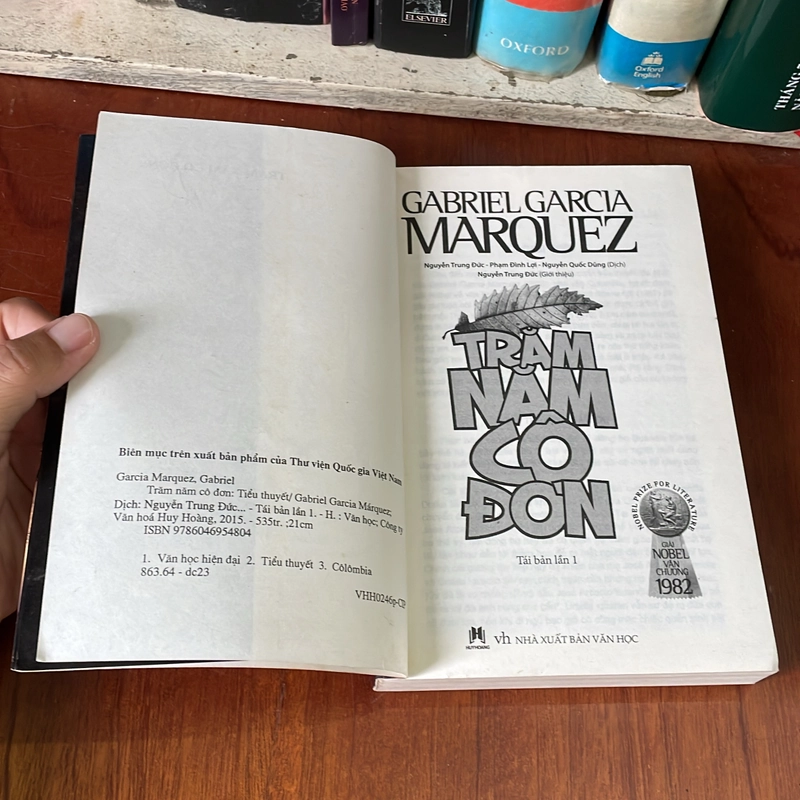 ELSEVIER
OXFORD
Oxford
English
THÁNG
Biên mục trên xuất bản phẩm của Thư viện Quốc gia Việt Nam
Garcia Marquez, Gabriel
Trăm năm cô đơn: Tiểu thuyết/ Gabriel Garcia Márquez;
Dịch: Nguyễn Trung Đức... - Tái bản lần 1. - H. : Văn học; Công ty
Văn hoá Huy Hoàng, 2015. - 535tr. ;21cm
ISBN 9786046954804
1. Văn học hiện đại 2. Tiểu thuyết 3. Côlômbia
863.64 - dc23
VHH0246p-CIP
GABRIEL GARCIA
MARQUEZ
Nguyễn Trung Đức - Phạm Đình Lợi - Nguyễn Quốc Dũng (Dịch)
Nguyễn Trung Đức (Giới thiệu)
TRĂM
NĂM
CÔ
ĐƠN
NOBEL PRIZE FOR LITERATURE
GIẢI
NOBEL
VĂN
CHƯƠNG
1982
Tái bản lần 1
HUYHOANG
vh NHÀ XUẤT BẢN VĂN HỌC